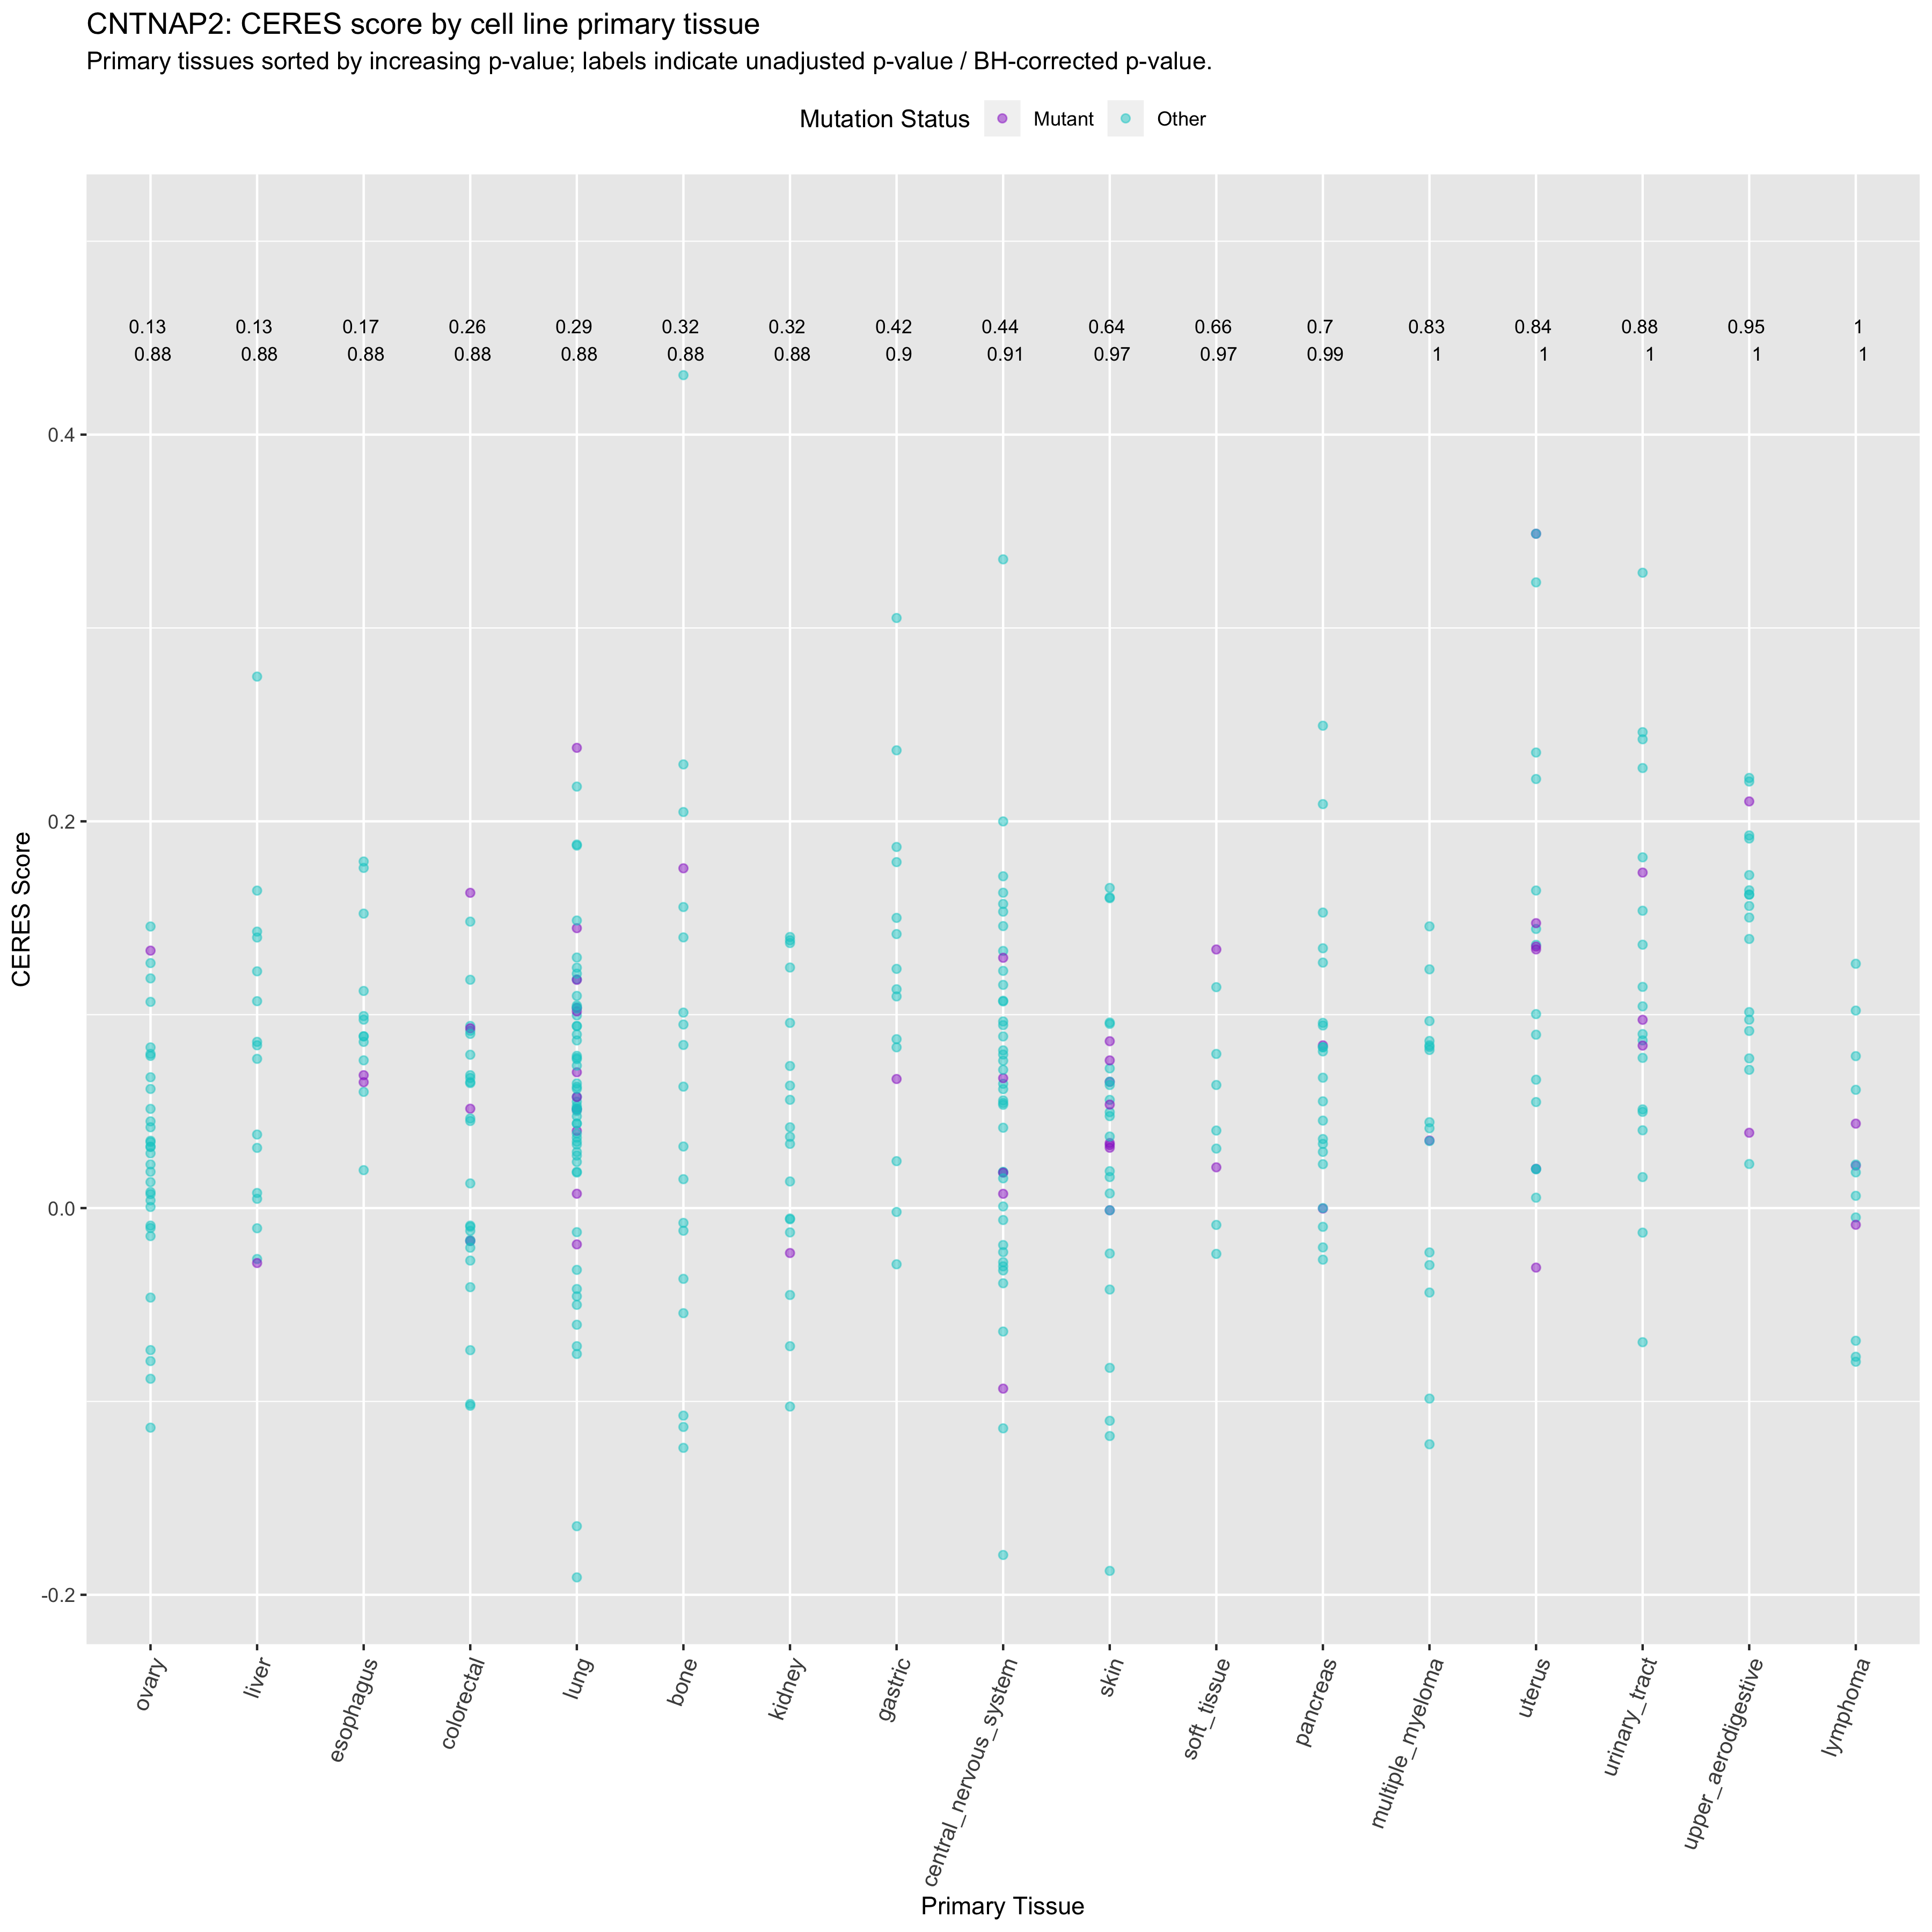 CNTNAP2: CERES score by cell line primary tissue
Primary tissues sorted by increasing p-value; labels indicate unadjusted p-value / BH-corrected p-value.
Mutation Status Mutant Other
0.13 0.13 0.17 0.26 0.29 0.32 0.32 0.42 0.44 0.64 0.66 0.7 0.83 0.84 0.88 0.95 1
0.88 0.88 0.88 0.88 0.88 0.88 0.88 0.9 0.91 0.97 0.97 0.99 1 1 1 1 1
0.4
0.2
0.0
-0.2
CERES Score
ovary
liver
esophagus
colorectal
lung
bone
kidney
gastric
central_nervous_system
skin
soft_tissue
pancreas
multiple_myeloma
uterus
urinary_tract
upper_aerodigestive
lymphoma
Primary Tissue